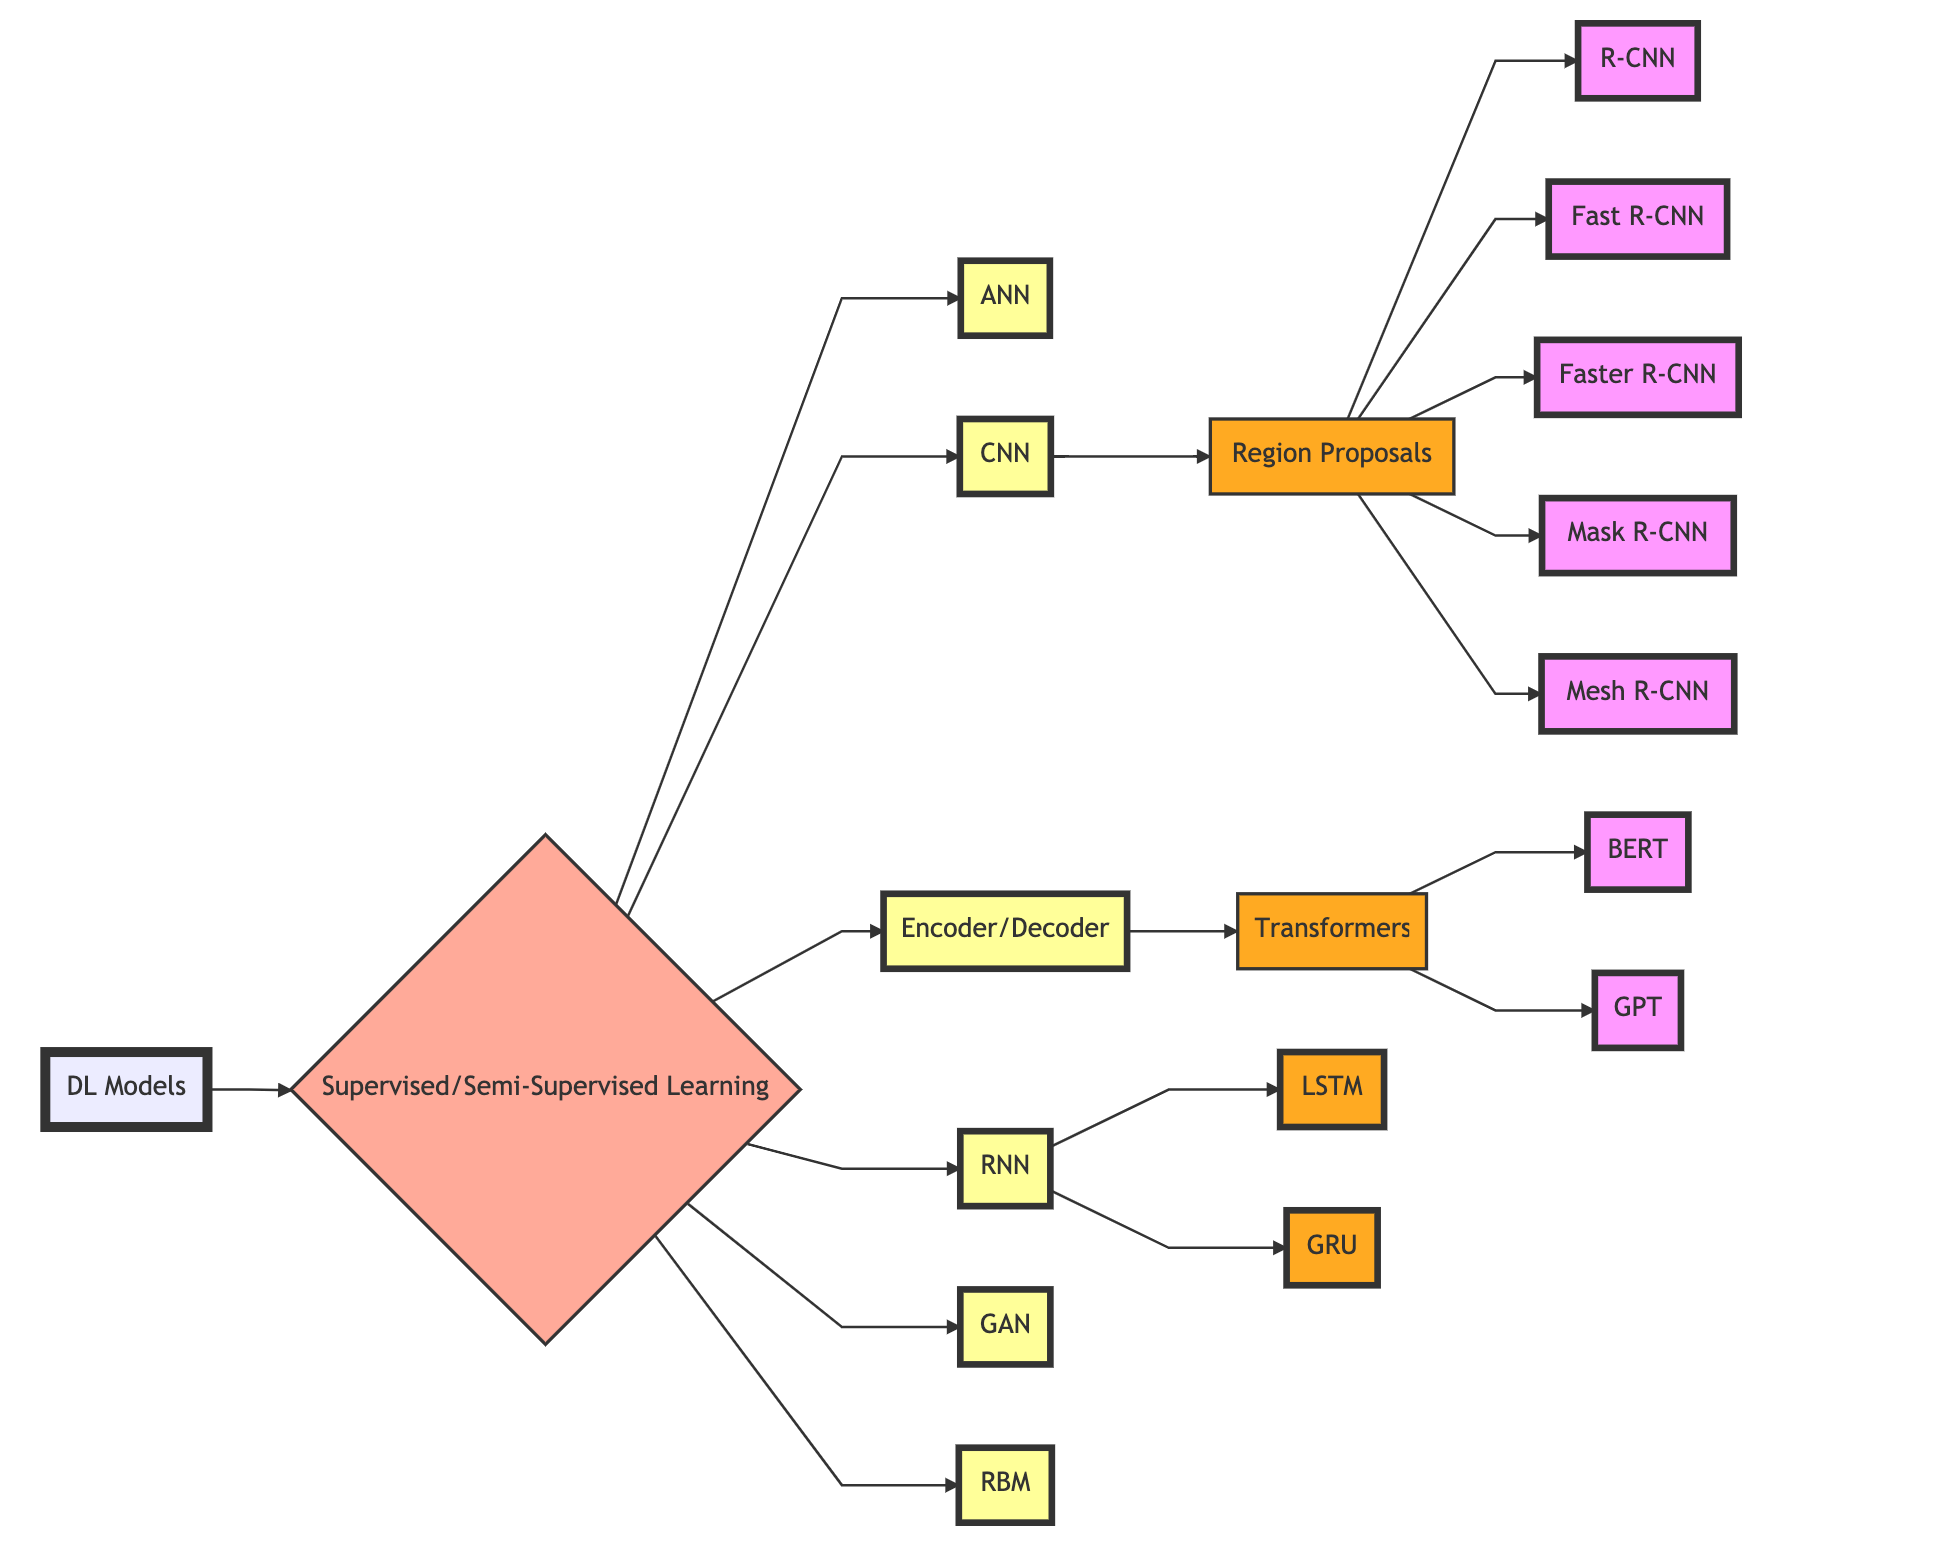 R-CNN
Fast R-CNN
ANN
Faster R-CNN
CNN
Region Proposals
Mask R-CNN
Mesh R-CNN
BERT
Encoder/Decoder
Transformers
GPT
DL Models
Supervised/Semi-Supervised Learning
LSTM
RNN
GRU
GAN
RBM